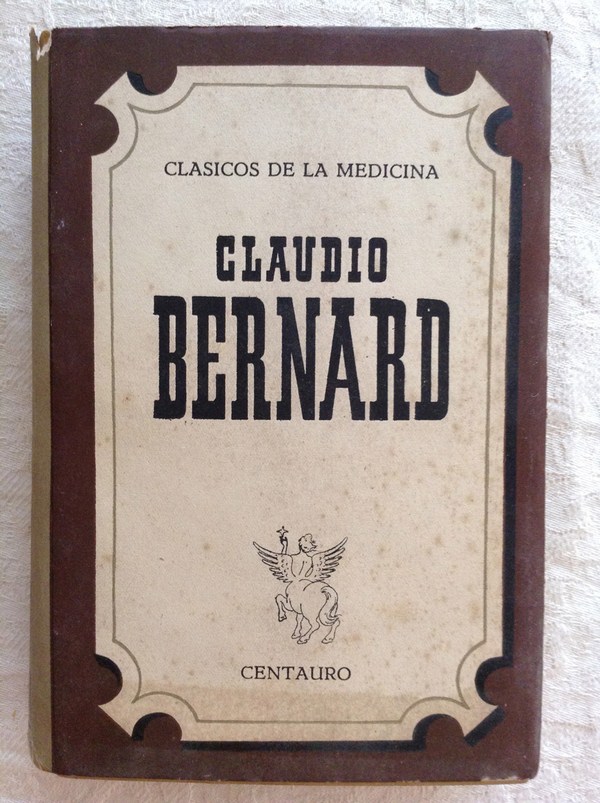 CLASICOS DE LA MEDICINA
CLAUDIO
BERNARD
CENTAURO